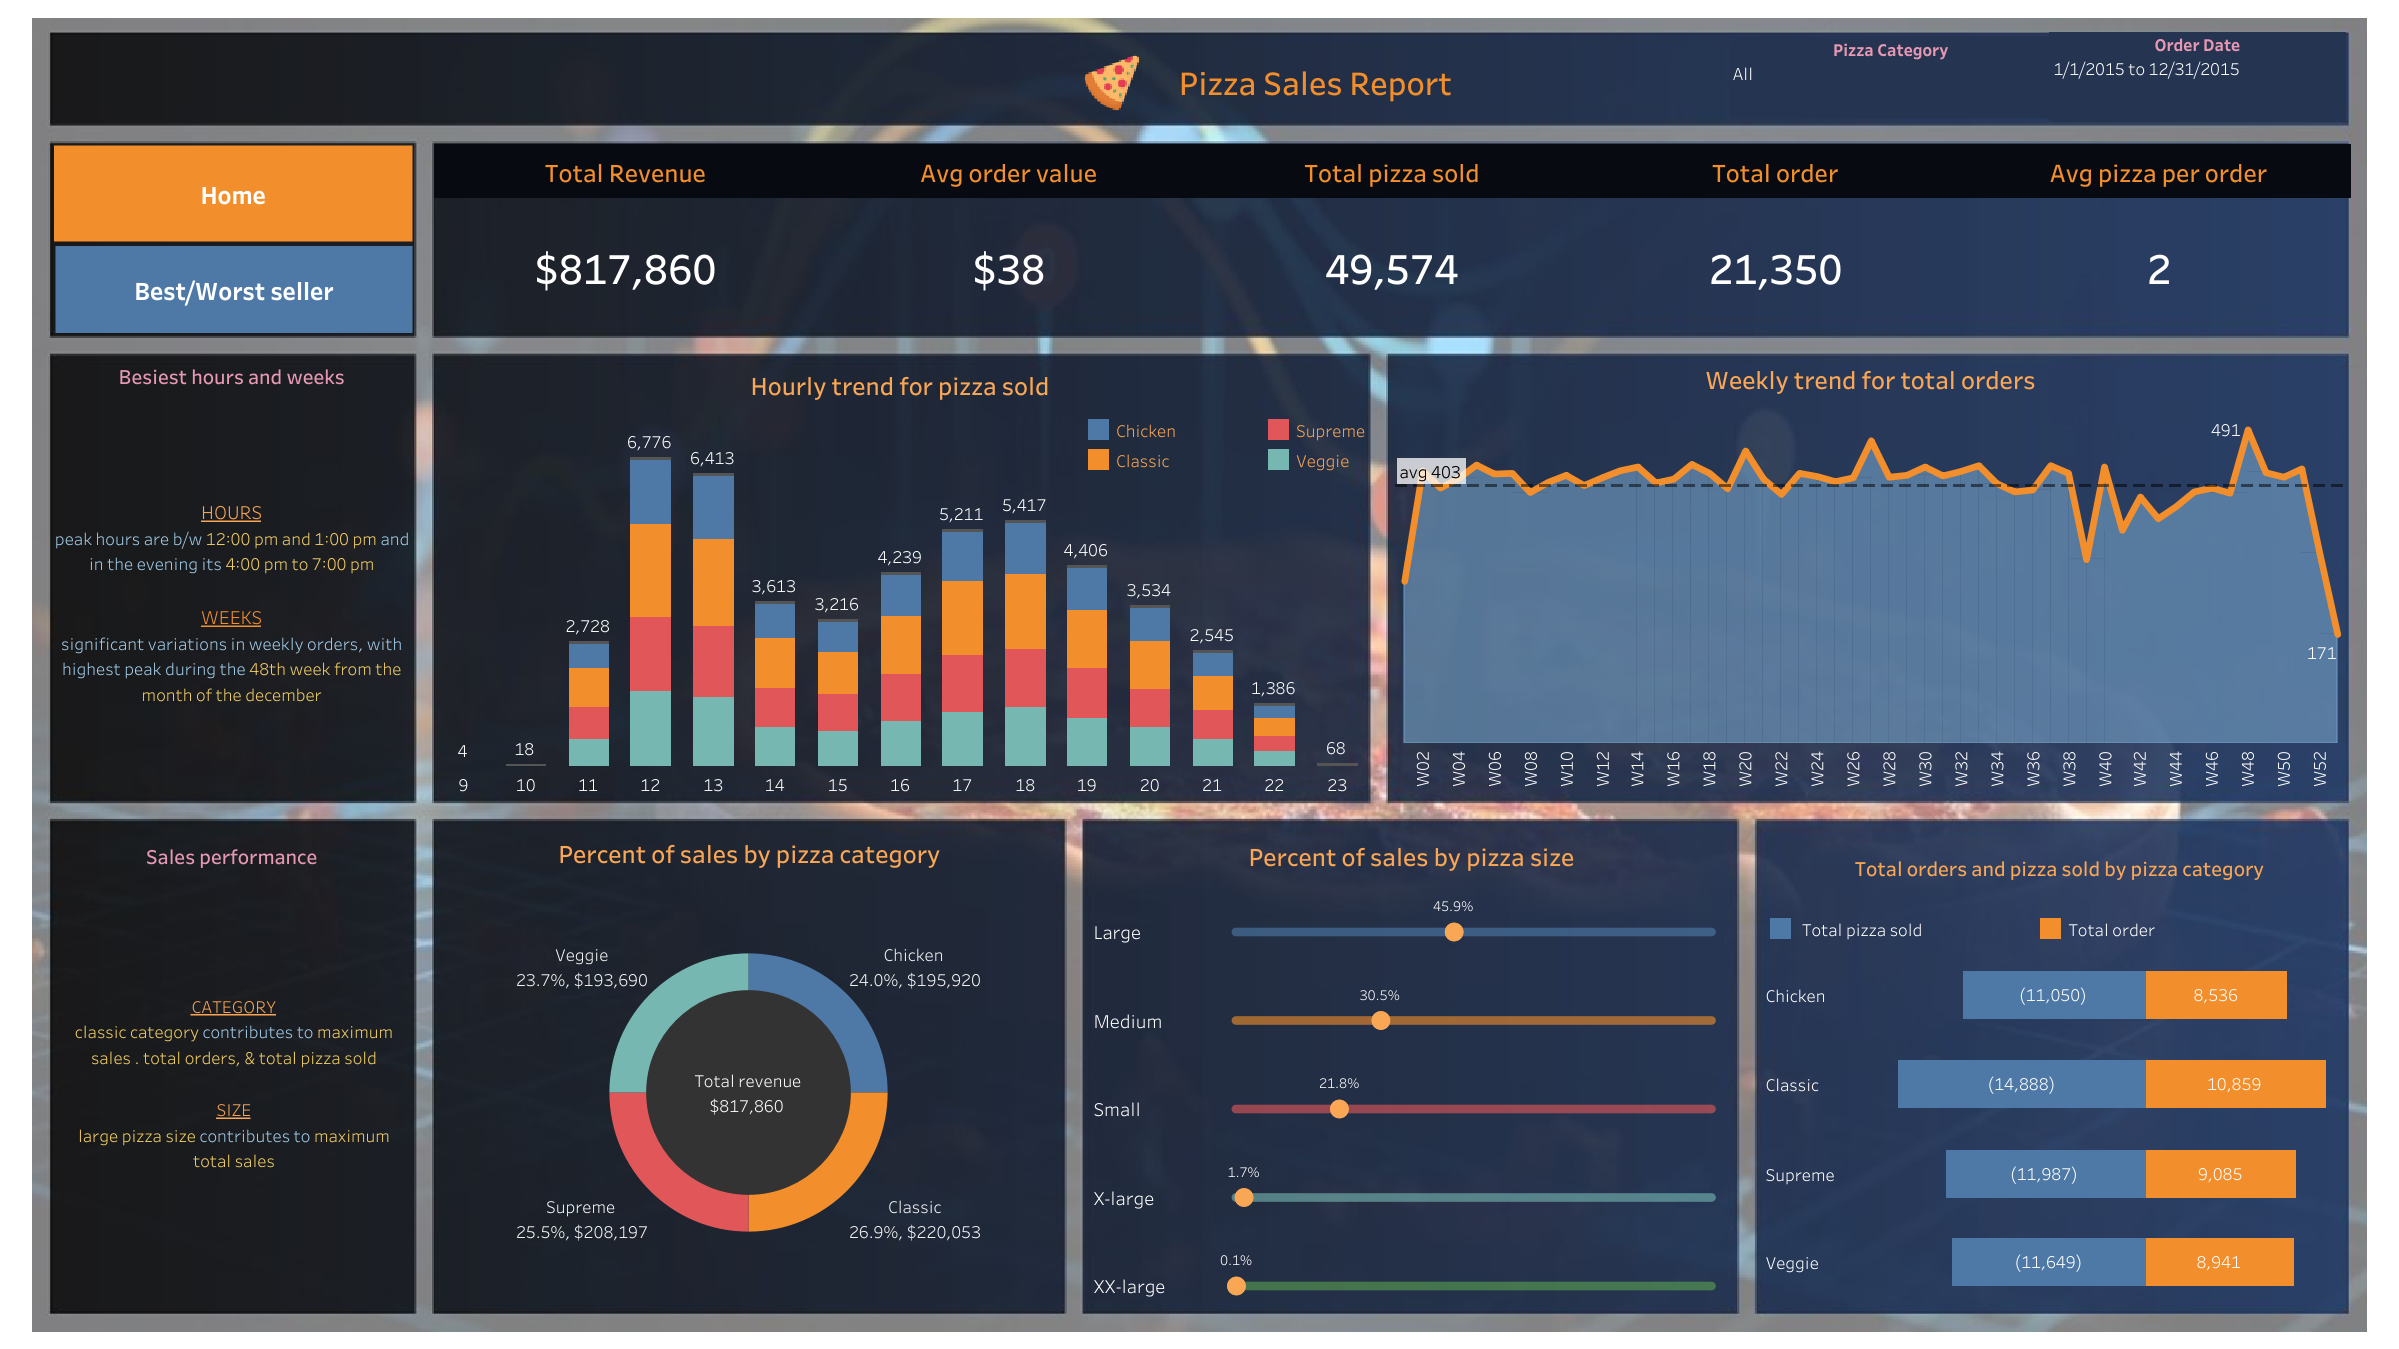 Pizza Sales Report
Pizza Category
All
Order Date
1/1/2015 to 12/31/2015
Home
Best/Worst seller
Total Revenue
Avg order value
Total pizza sold
Total order
Avg pizza per order
$817,860
$38
49,574
21,350
2
Besiest hours and weeks
HOURS
peak hours are b/w 12:00 pm and 1:00 pm and
in the evening its 4:00 pm to 7:00 pm
WEEKS
significant variations in weekly orders, with
highest peak during the 48th week from the
month of the december
Hourly trend for pizza sold
Chicken
Supreme
Classic
Veggie
4
18
2,728
6,776
6,413
3,613
3,216
4,239
5,211
5,417
4,406
3,534
2,545
1,386
68
9
10
11
12
13
14
15
16
17
18
19
20
21
22
23
Weekly trend for total orders
avg 403
491
171
W02
W04
W06
W08
W10
W12
W14
W16
W18
W20
W22
W24
W26
W28
W30
W32
W34
W36
W38
W40
W42
W44
W46
W48
W50
W52
Sales performance
CATEGORY
classic category contributes to maximum
sales . total orders, & total pizza sold
SIZE
large pizza size contributes to maximum
total sales
Percent of sales by pizza category
Veggie
23.7%, $193,690
Chicken
24.0%, $195,920
Total revenue
$817,860
Supreme
25.5%, $208,197
Classic
26.9%, $220,053
Percent of sales by pizza size
45.9%
Large
30.5%
Medium
21.8%
Small
1.7%
X-large
0.1%
XX-large
Total orders and pizza sold by pizza category
Total pizza sold
Total order
Chicken
(11,050)
8,536
Classic
(14,888)
10,859
Supreme
(11,987)
9,085
Veggie
(11,649)
8,941